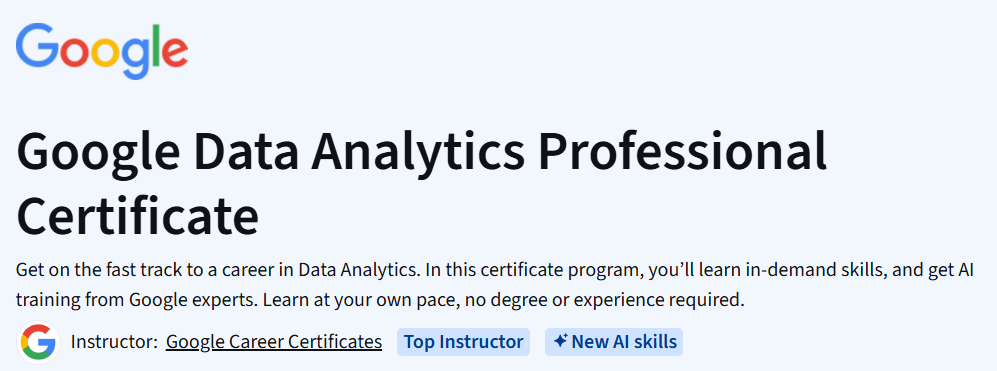 Google
Google Data Analytics Professional
Certificate
Get on the fast track to a career in Data Analytics. In this certificate program, you’ll learn in-demand skills, and get AI
training from Google experts. Learn at your own pace, no degree or experience required.
G Instructor: Google Career Certificates Top Instructor New AI skills